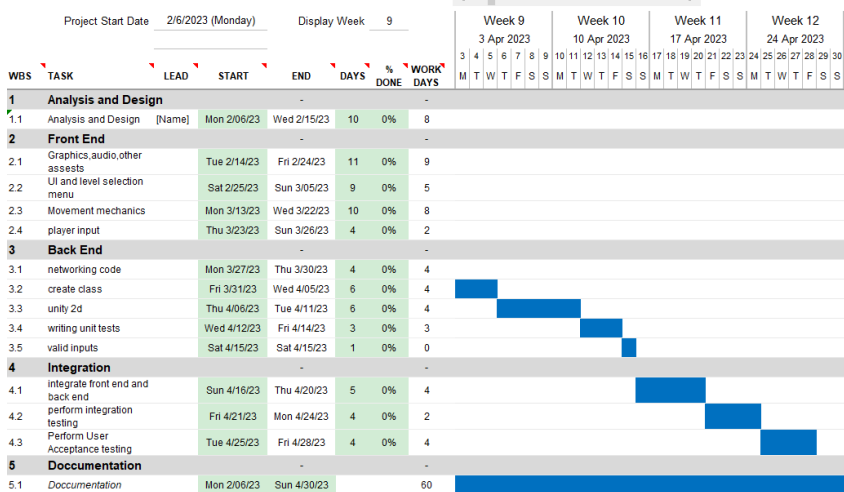 Project Start Date 2/6/2023 (Monday) Display Week 9 Week 9 Week 10 Week 11 Week 12
3 Apr 2023 10 Apr 2023 17 Apr 2023 24 Apr 2023
3 4 5 6 7 8 9 10 11 12 13 14 15 16 17 18 19 20 21 22 23 24 25 26 27 28 29 30
WBS TASK LEAD START END DAYS % DONE WORK DAYS M T W T F S S M T W T F S S M T W T F S S M T W T F S S
1 Analysis and Design - -
1.1 Analysis and Design [Name] Mon 2/06/23 Wed 2/15/23 10 0% 8
2 Front End - -
2.1 Graphics,audio,other assests Tue 2/14/23 Fri 2/24/23 11 0% 9
2.2 UI and level selection menu Sat 2/25/23 Sun 3/05/23 9 0% 5
2.3 Movement mechanics Mon 3/13/23 Wed 3/22/23 10 0% 8
2.4 player input Thu 3/23/23 Sun 3/26/23 4 0% 2
3 Back End - -
3.1 networking code Mon 3/27/23 Thu 3/30/23 4 0% 4
3.2 create class Fri 3/31/23 Wed 4/05/23 6 0% 4
3.3 unity 2d Thu 4/06/23 Tue 4/11/23 6 0% 4
3.4 writing unit tests Wed 4/12/23 Fri 4/14/23 3 0% 3
3.5 valid inputs Sat 4/15/23 Sat 4/15/23 1 0% 0
4 Integration - -
4.1 integrate front end and back end Sun 4/16/23 Thu 4/20/23 5 0% 4
4.2 perform integration testing Fri 4/21/23 Mon 4/24/23 4 0% 2
4.3 Perform User Acceptance testing Tue 4/25/23 Fri 4/28/23 4 0% 4
5 Doccumentation - -
5.1 Doccumentation Mon 2/06/23 Sun 4/30/23 60